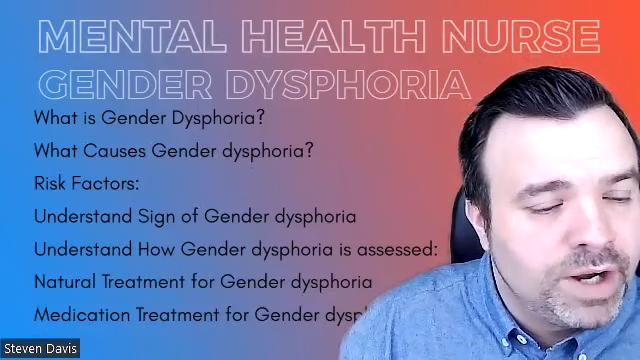 MENTAL HEALTH NURSE
GENDER DYSPHORIA
What is Gender Dysphoria?
What Causes Gender dysphoria?
Risk Factors:
Understand Sign of Gender dysphoria
Understand How Gender dysphoria is assessed:
Natural Treatment for Gender dysphoria
Medication Treatment for Gender
Steven Davis